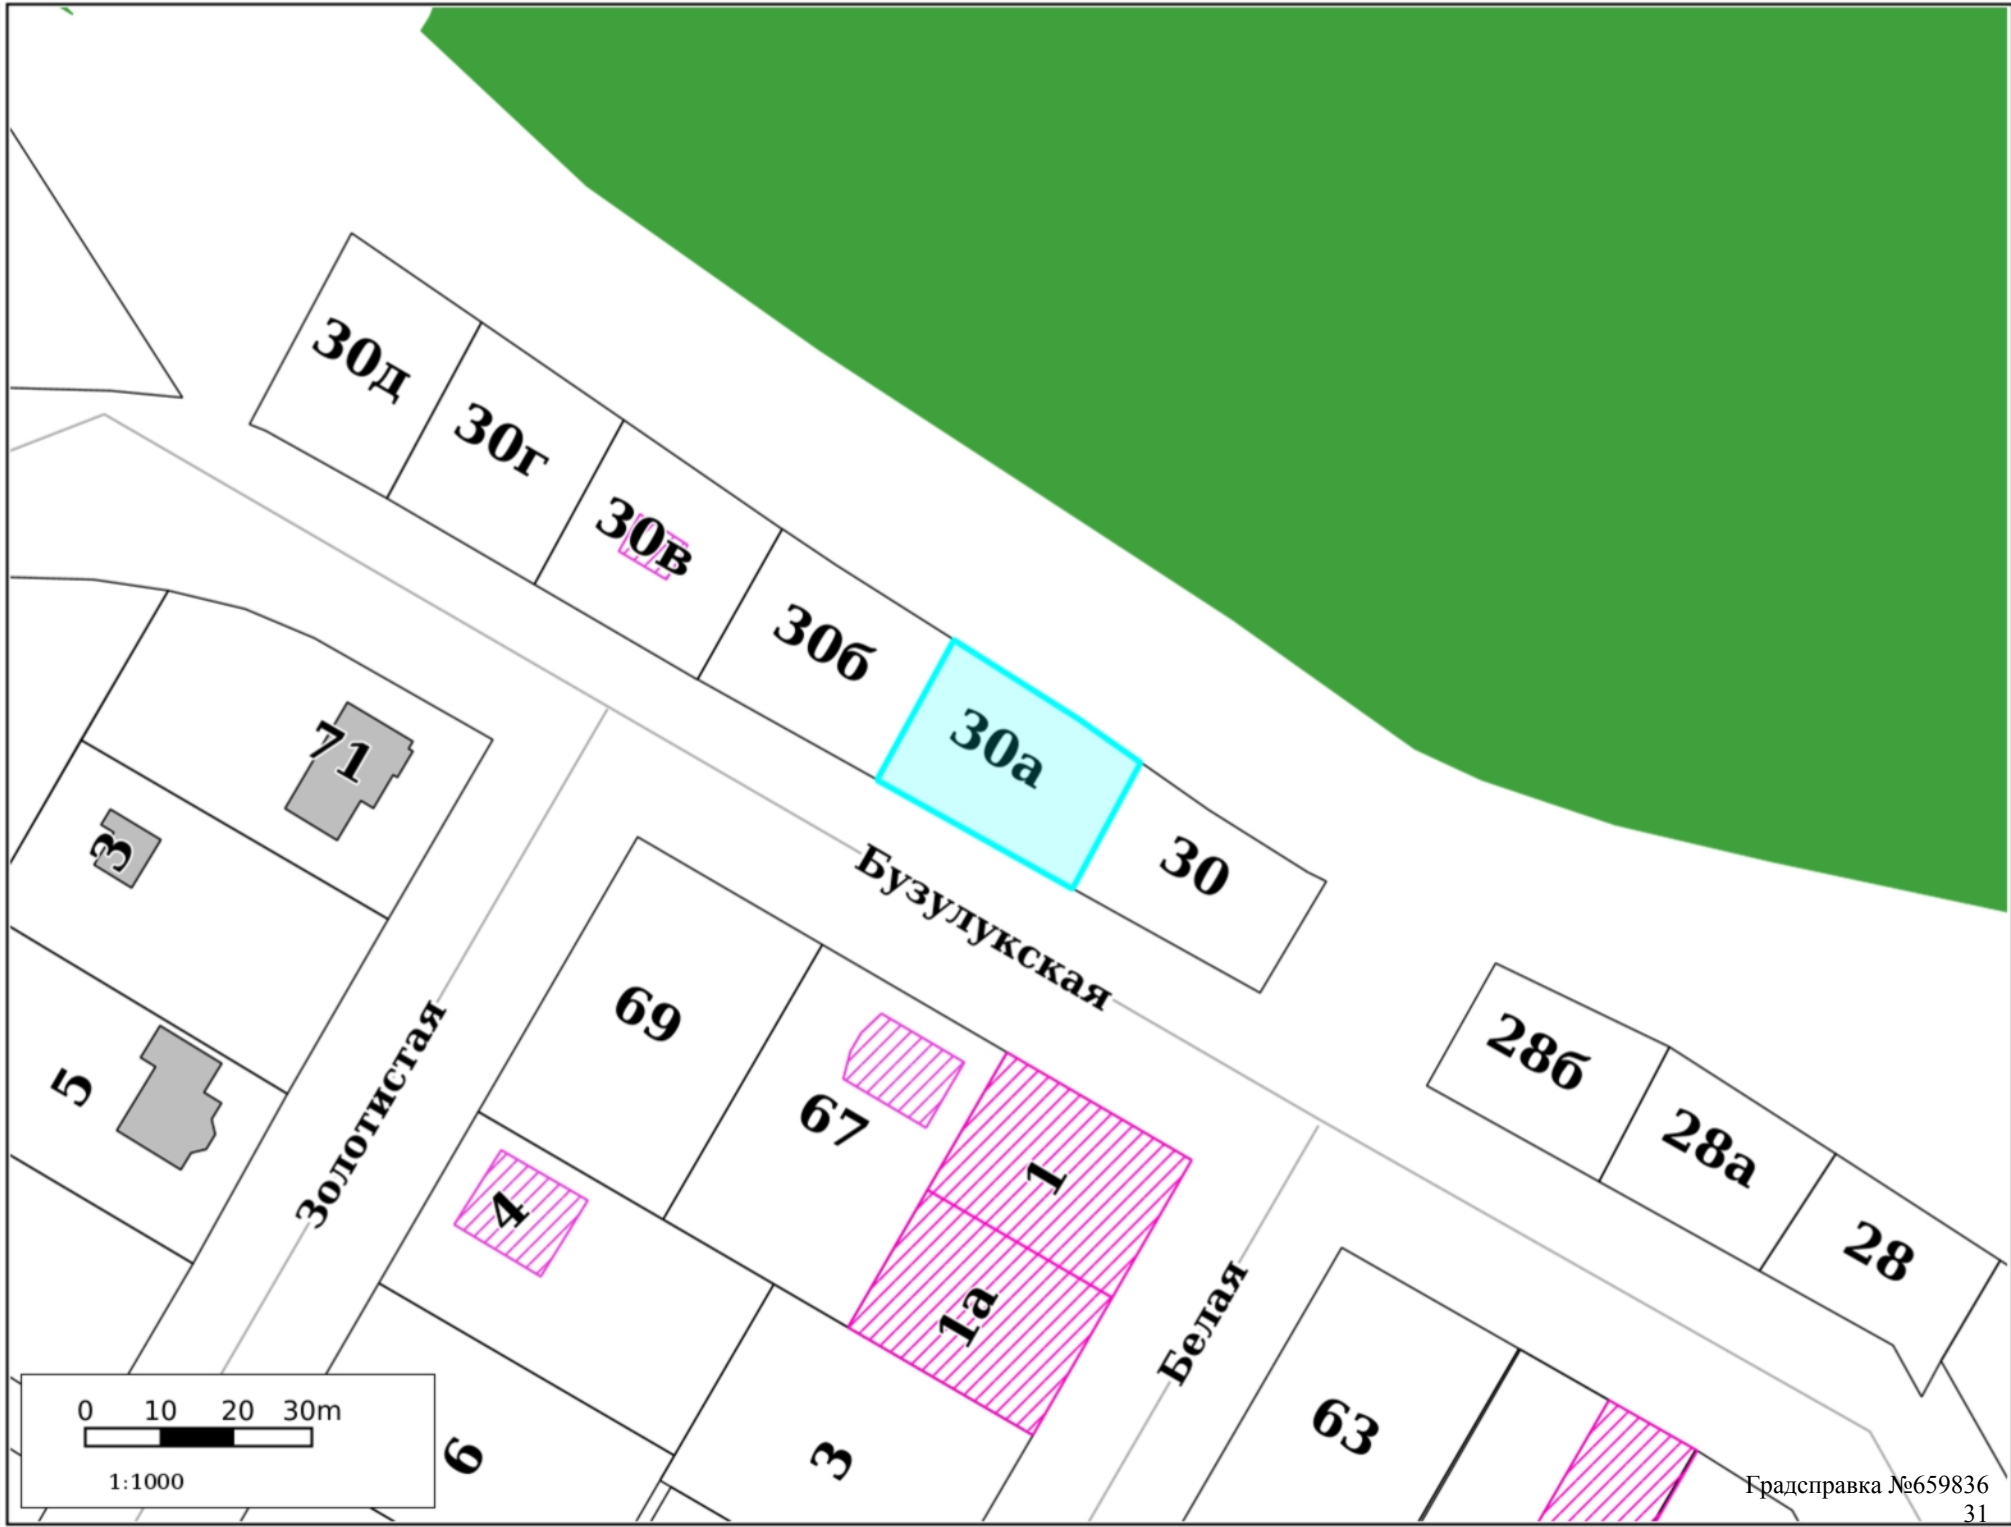 30д
30г
30в
30б
30а
30
71
3
5
Золотистая
69
67
Бузулукская
4
1
1а
6
3
Белая
63
28б
28а
28
0 10 20 30m
1:1000
Градсправка №659836
31